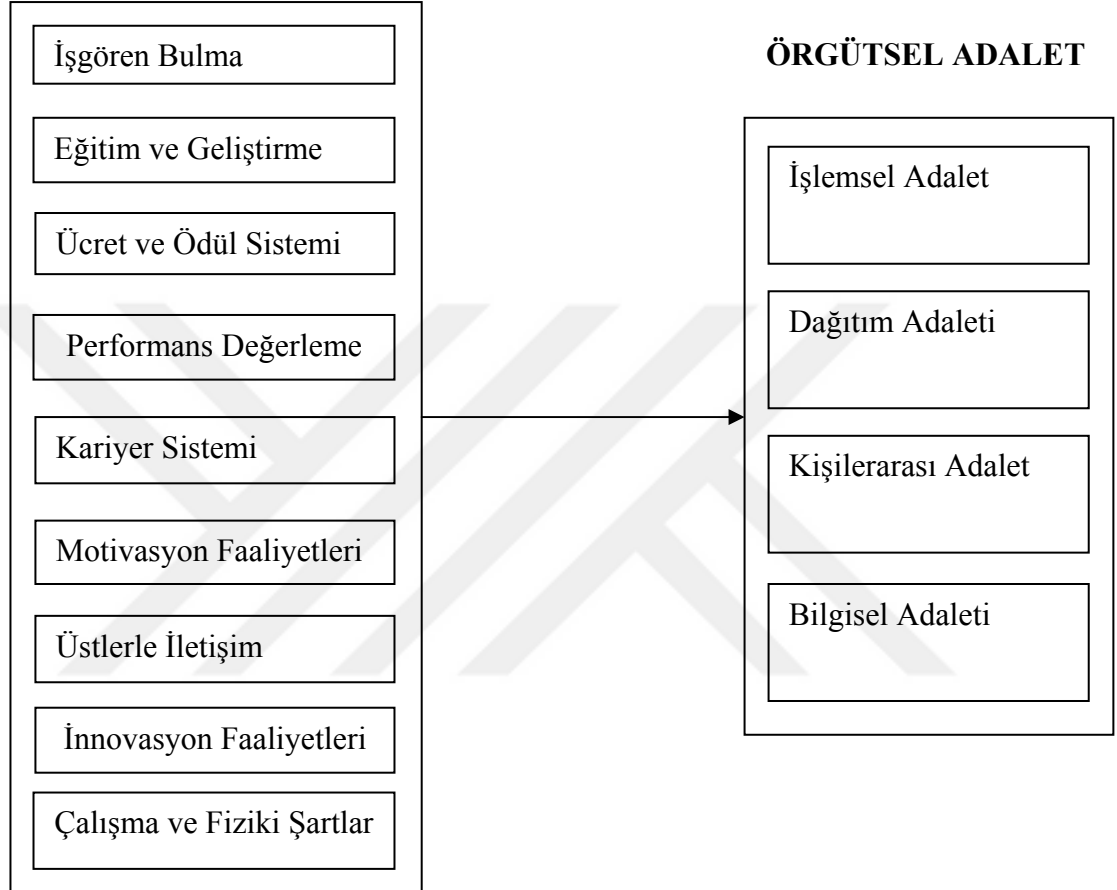 İşgören Bulma
Eğitim ve Geliştirme
Ücret ve Ödül Sistemi
Performans Değerleme
Kariyer Sistemi
Motivasyon Faaliyetleri
Üstlerle İletişim
İnnovasyon Faaliyetleri
Çalışma ve Fiziki Şartlar
ÖRGÜTSEL ADALET
İşlemsel Adalet
Dağıtım Adaleti
Kişilerarası Adalet
Bilgisel Adaleti